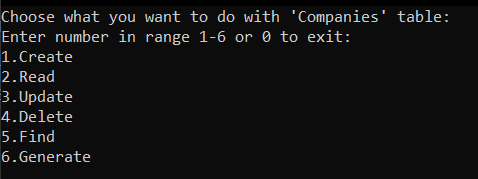 Choose what you want to do with 'Companies' table:
Enter number in range 1-6 or 0 to exit:
1.Create
2.Read
3.Update
4.Delete
5.Find
6.Generate